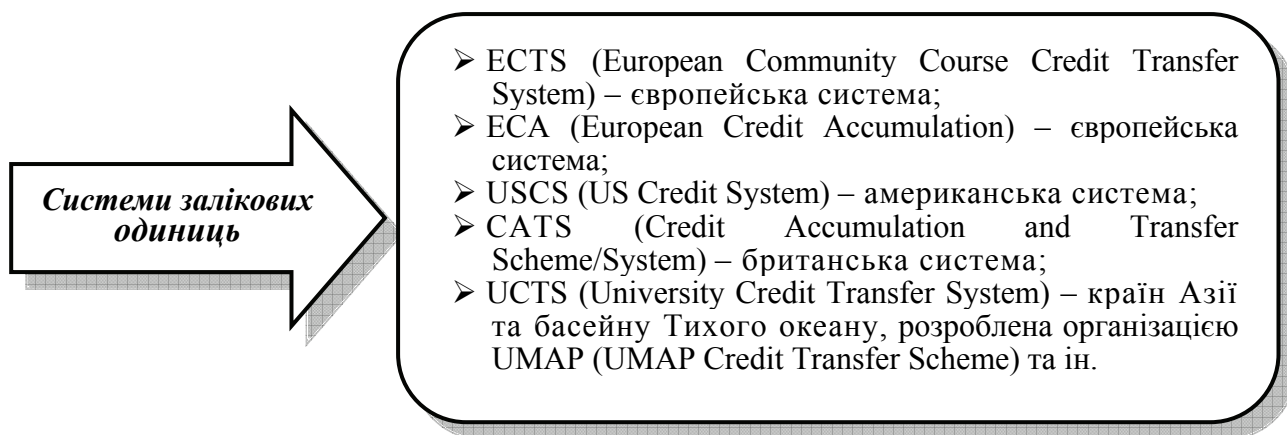 Системи залікових
одиниць
➢ ECTS (European Community Course Credit Transfer
System) – європейська система;
➢ ECA (European Credit Accumulation) – європейська
система;
➢ USCS (US Credit System) – американська система;
➢ CATS (Credit Accumulation and Transfer
Scheme/System) – британська система;
➢ UCTS (University Credit Transfer System) – країн Азії
та басейну Тихого океану, розроблена організацією
UMAP (UMAP Credit Transfer Scheme) та ін.